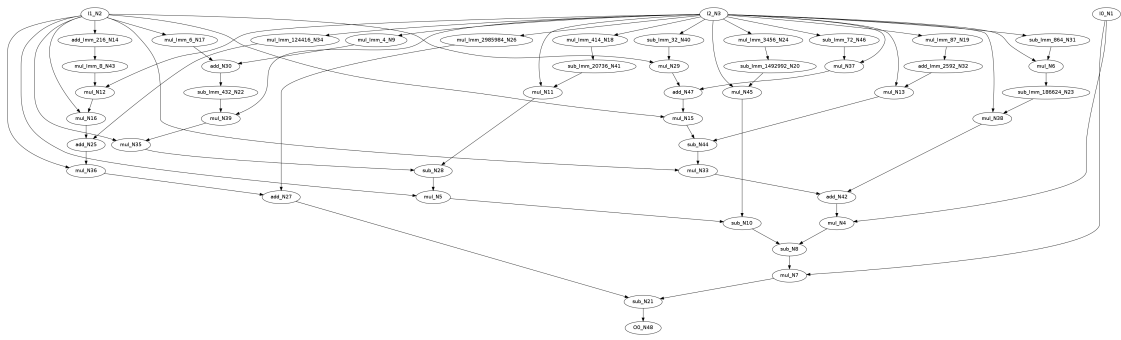 I1_N2 I2_N3 I0_N1
add_Imm_216_N14 mul_Imm_6_N17 mul_Imm_124416_N34 mul_Imm_4_N9 mul_Imm_2985984_N26 mul_Imm_414_N18 sub_Imm_32_N40 mul_Imm_3456_N24 sub_Imm_72_N46 mul_Imm_87_N19 sub_Imm_864_N31
mul_Imm_8_N43 add_N30 sub_Imm_20736_N41 mul_N29 sub_Imm_1492992_N20 mul_N37 add_Imm_2592_N32 mul_N6
mul_N12 sub_Imm_432_N22 mul_N11 add_N47 mul_N45 mul_N13 sub_Imm_186624_N23
mul_N16 mul_N39 mul_N15 mul_N38
add_N25 mul_N35 sub_N44
mul_N36 sub_N28 mul_N33
add_N27 mul_N5 add_N42
sub_N10 mul_N4
sub_N8
mul_N7
sub_N21
O0_N48